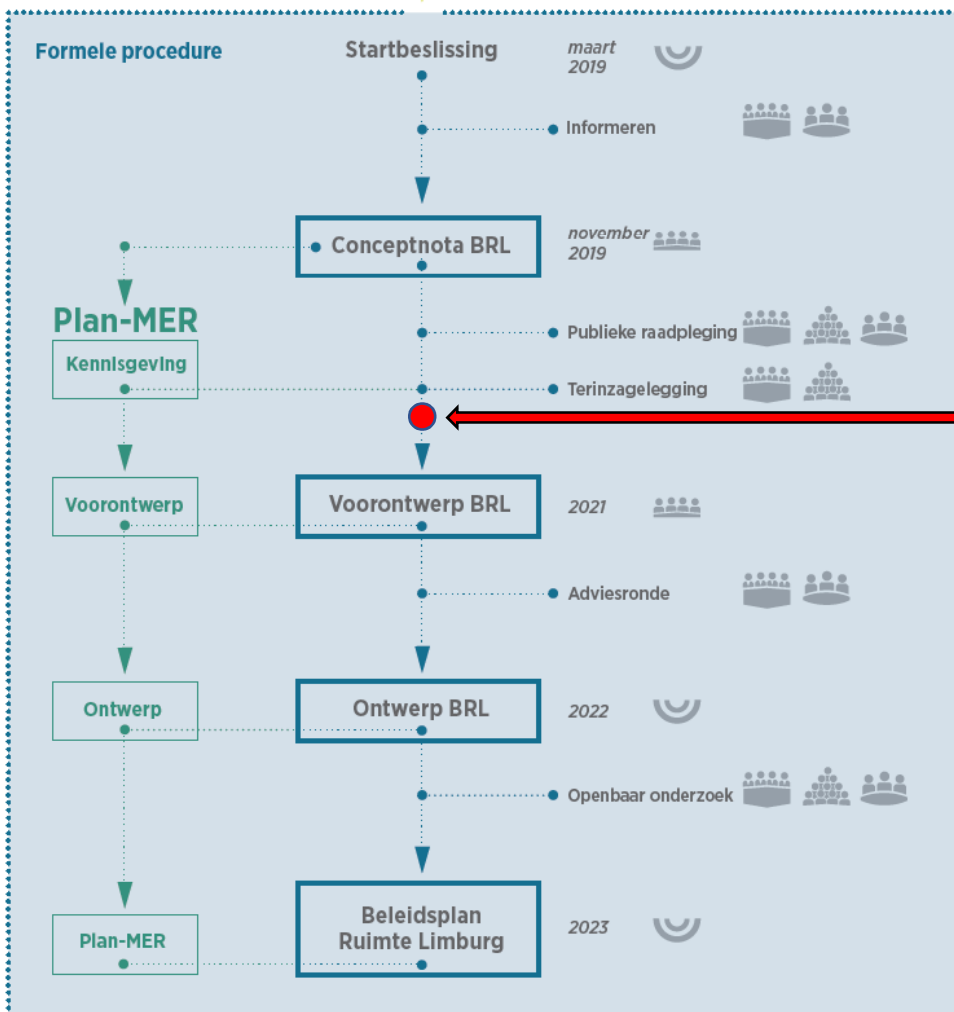 Formele procedure
Startbeslissing
maart
2019
Informeren
Conceptnota BRL
november
2019
Plan-MER
Kennisgeving
Publieke raadpleging
Terinzagelegging
Voorontwerp
Voorontwerp BRL
2021
Adviesronde
Ontwerp
Ontwerp BRL
2022
Openbaar onderzoek
Plan-MER
Beleidsplan
Ruimte Limburg
2023